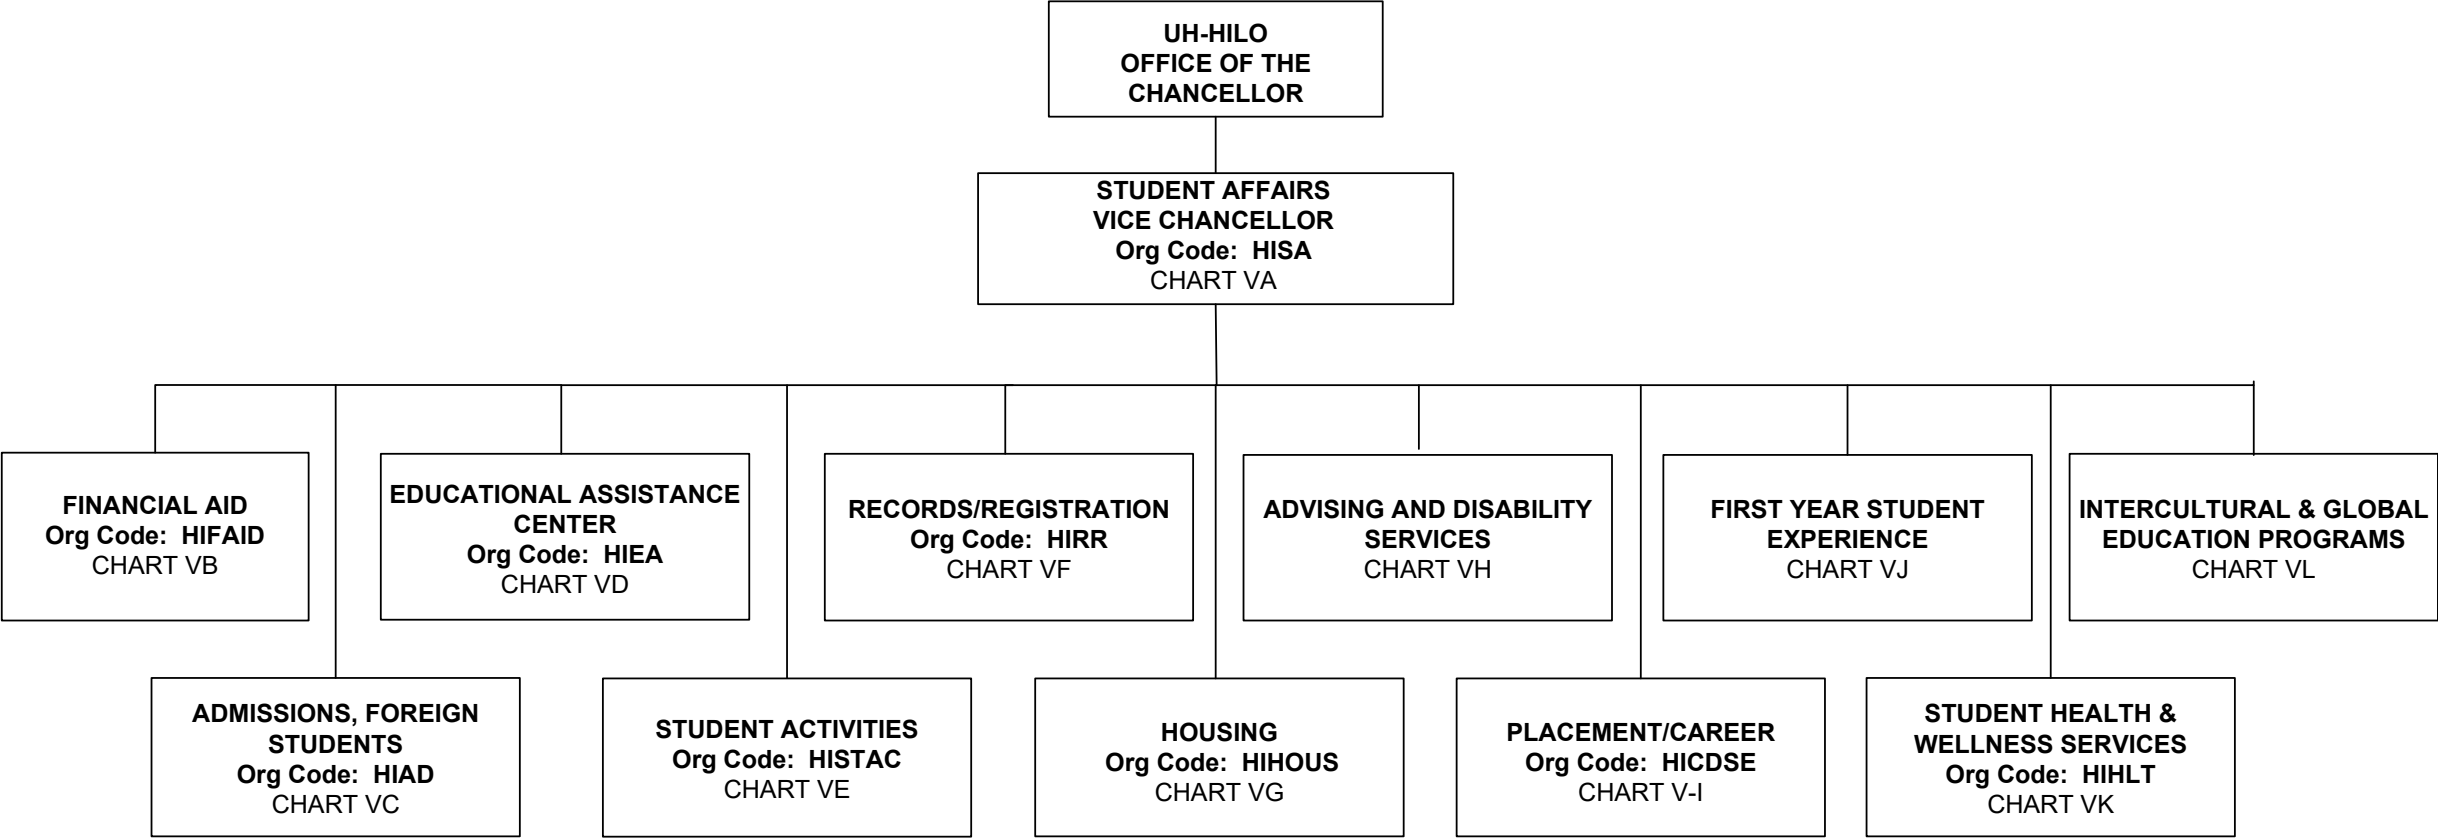 UH-HILO
OFFICE OF THE
CHANCELLOR
STUDENT AFFAIRS
VICE CHANCELLOR
Org Code:  HISA
CHART VA
FINANCIAL AID
Org Code:  HIFAID
CHART VB
EDUCATIONAL ASSISTANCE
CENTER
Org Code:  HIEA
CHART VD
RECORDS/REGISTRATION
Org Code:  HIRR
CHART VF
ADVISING AND DISABILITY
SERVICES
CHART VH
FIRST YEAR STUDENT
EXPERIENCE
CHART VJ
INTERCULTURAL & GLOBAL
EDUCATION PROGRAMS
CHART VL
ADMISSIONS, FOREIGN
STUDENTS
Org Code:  HIAD
CHART VC
STUDENT ACTIVITIES
Org Code:  HISTAC
CHART VE
HOUSING
Org Code:  HIHOUS
CHART VG
PLACEMENT/CAREER
Org Code:  HICDSE
CHART V-I
STUDENT HEALTH &
WELLNESS SERVICES
Org Code:  HIHLT
CHART VK